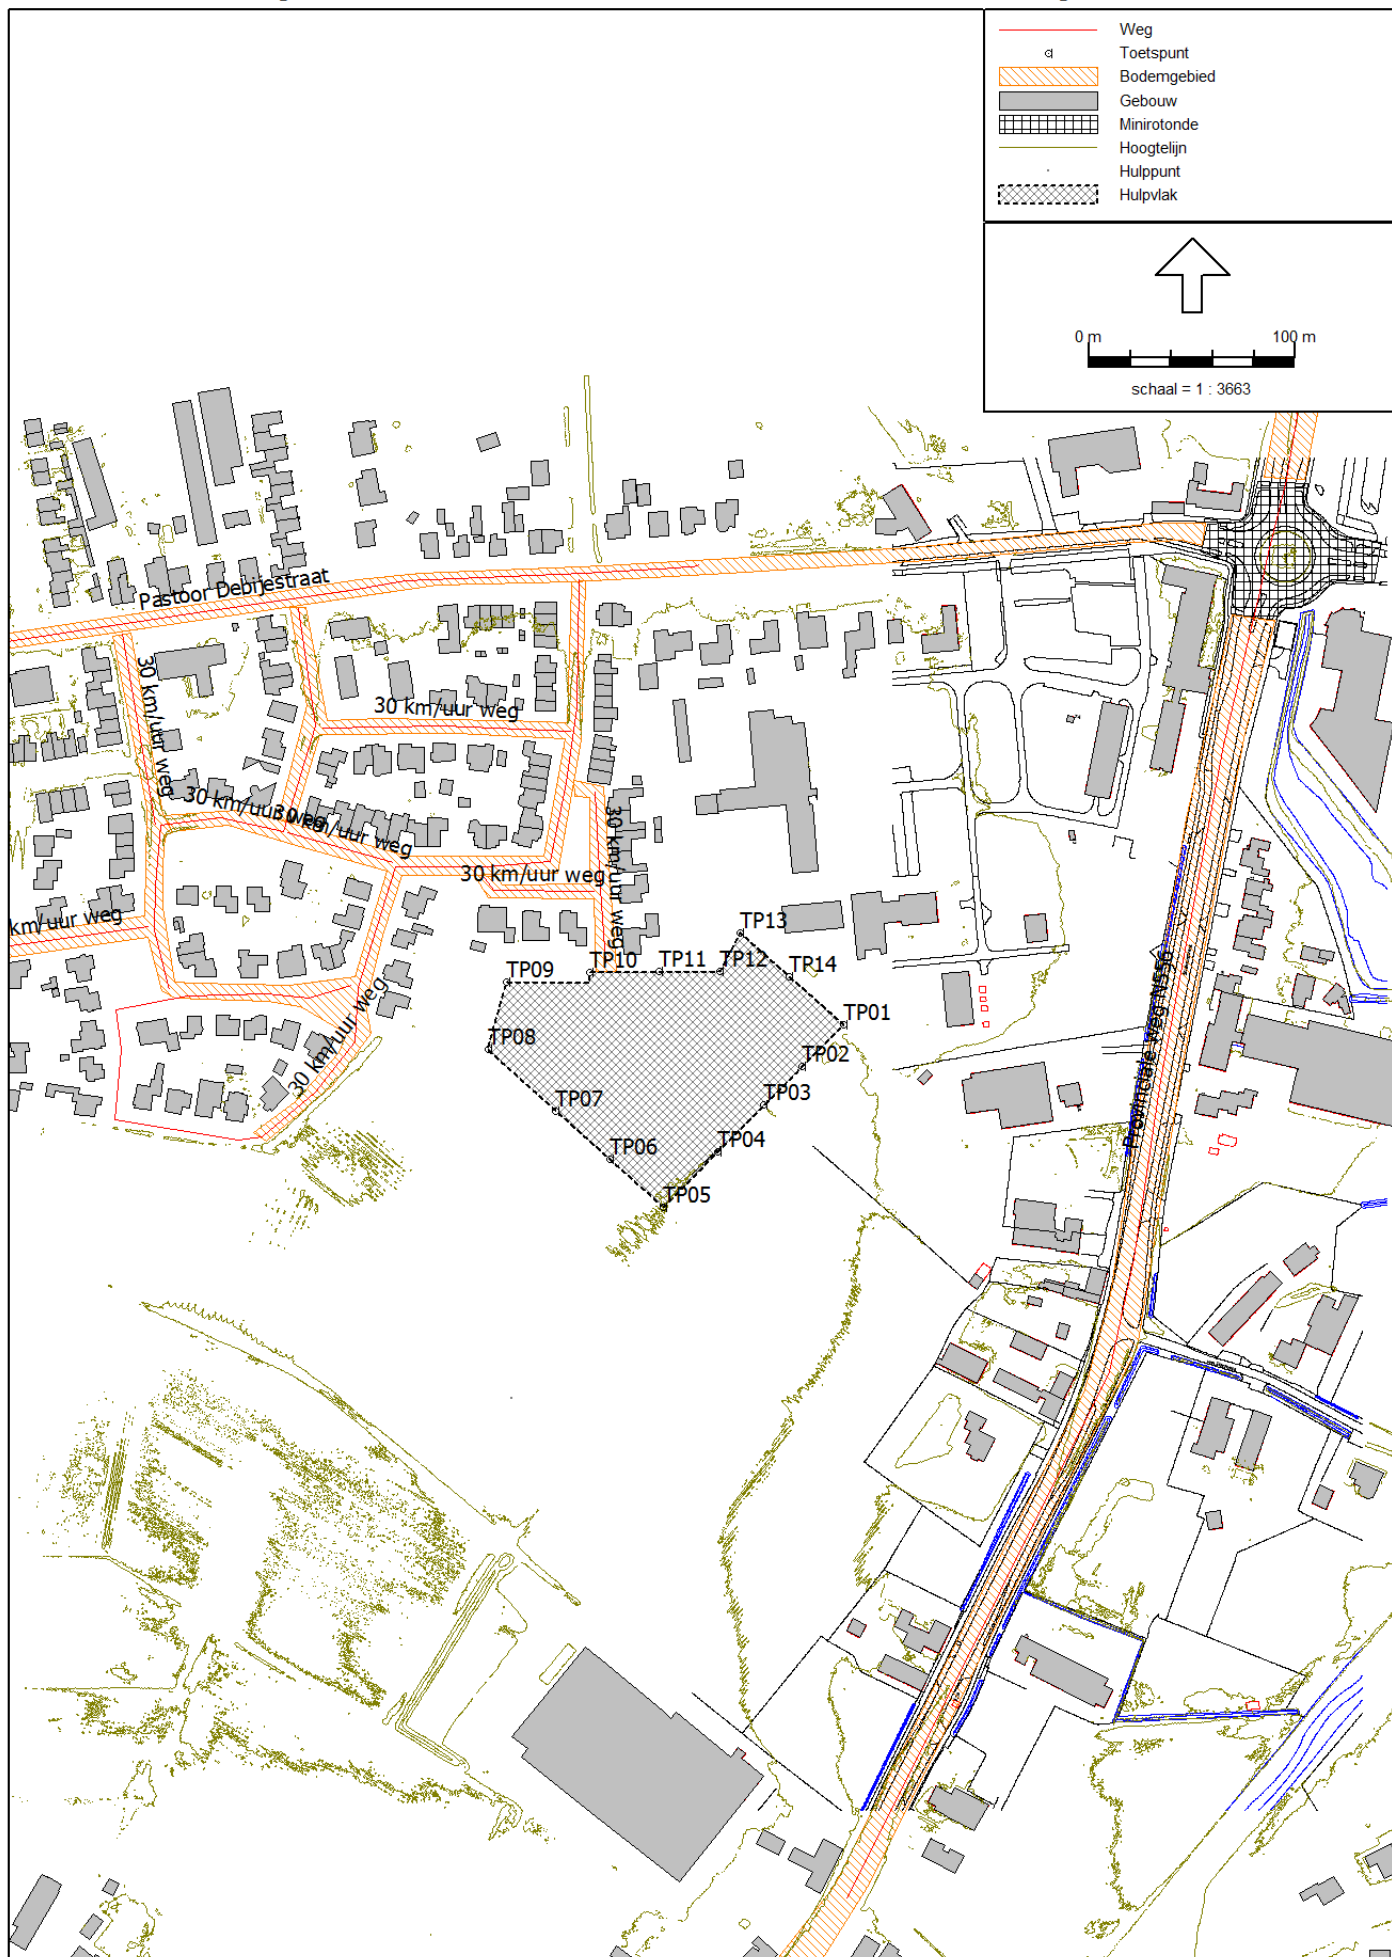 Weg
Toetspunt
Bodemgebied
Gebouw
Minirotonde
Hoogtelijn
Hulppunt
Hulpvlak
0 m 100 m
schaal = 1 : 3663
Pastoor Debijestraat
30 km/uur weg
30 km/uur weg
30 km/uur weg
30 km/uur weg
30 km/uur weg
30 km/uur weg
km/uur weg
30 km/uur weg
Provinciale weg N556
TP13
TP10
TP11
TP12
TP14
TP09
TP01
TP08
TP02
TP07
TP03
TP06
TP04
TP05